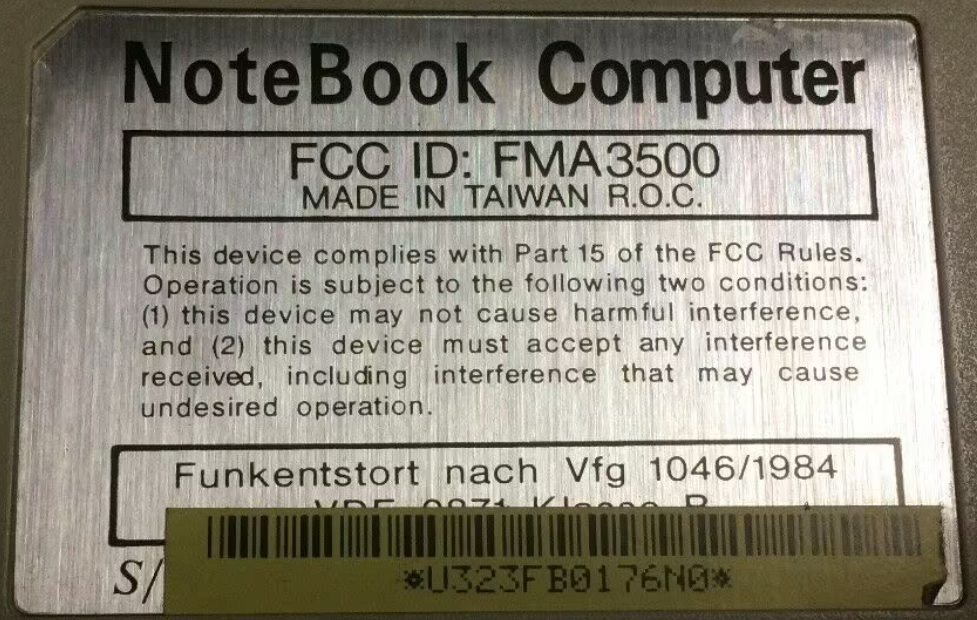 NoteBook Computer
FCC ID: FMA3500
MADE IN TAIWAN R.O.C.
This device complies with Part 15 of the FCC Rules.
Operation is subject to the following two conditions:
(1) this device may not cause harmful interference,
and (2) this device must accept any interference
received, including interference that may cause
undesired operation.
Funkentstort nach Vfg 1046/1984
S/
*U323FB0176N0*